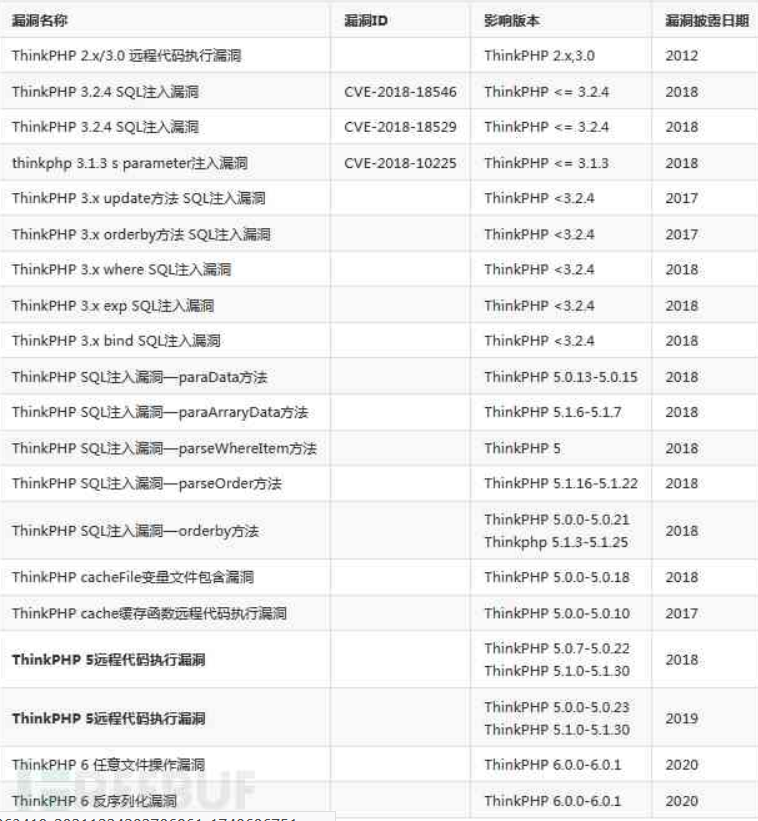 漏洞名称 漏洞ID 影响版本 漏洞披露日期
ThinkPHP 2.x/3.0 远程代码执行漏洞 ThinkPHP 2.x,3.0 2012
ThinkPHP 3.2.4 SQL注入漏洞 CVE-2018-18546 ThinkPHP <= 3.2.4 2018
ThinkPHP 3.2.4 SQL注入漏洞 CVE-2018-18529 ThinkPHP <= 3.2.4 2018
thinkphp 3.1.3 s parameter注入漏洞 CVE-2018-10225 ThinkPHP <= 3.1.3 2018
ThinkPHP 3.x update方法 SQL注入漏洞 ThinkPHP <3.2.4 2017
ThinkPHP 3.x orderby方法 SQL注入漏洞 ThinkPHP <3.2.4 2017
ThinkPHP 3.x where SQL注入漏洞 ThinkPHP <3.2.4 2018
ThinkPHP 3.x exp SQL注入漏洞 ThinkPHP <3.2.4 2018
ThinkPHP 3.x bind SQL注入漏洞 ThinkPHP <3.2.4 2018
ThinkPHP SQL注入漏洞—paraData方法 ThinkPHP 5.0.13-5.0.15 2018
ThinkPHP SQL注入漏洞—paraArraryData方法 ThinkPHP 5.1.6-5.1.7 2018
ThinkPHP SQL注入漏洞—parseWhereItem方法 ThinkPHP 5 2018
ThinkPHP SQL注入漏洞—parseOrder方法 ThinkPHP 5.1.16-5.1.22 2018
ThinkPHP SQL注入漏洞—orderby方法 ThinkPHP 5.0.0-5.0.21 2018
Thinkphp 5.1.3-5.1.25
ThinkPHP cacheFile变量文件包含漏洞 ThinkPHP 5.0.0-5.0.18 2018
ThinkPHP cache缓存函数远程代码执行漏洞 ThinkPHP 5.0.0-5.0.10 2017
ThinkPHP 5远程代码执行漏洞 ThinkPHP 5.0.7-5.0.22 2018
ThinkPHP 5.1.0-5.1.30
ThinkPHP 5远程代码执行漏洞 ThinkPHP 5.0.0-5.0.23 2019
ThinkPHP 5.1.0-5.1.30
ThinkPHP 6 任意文件操作漏洞 ThinkPHP 6.0.0-6.0.1 2020
ThinkPHP 6 反序列化漏洞 ThinkPHP 6.0.0-6.0.1 2020